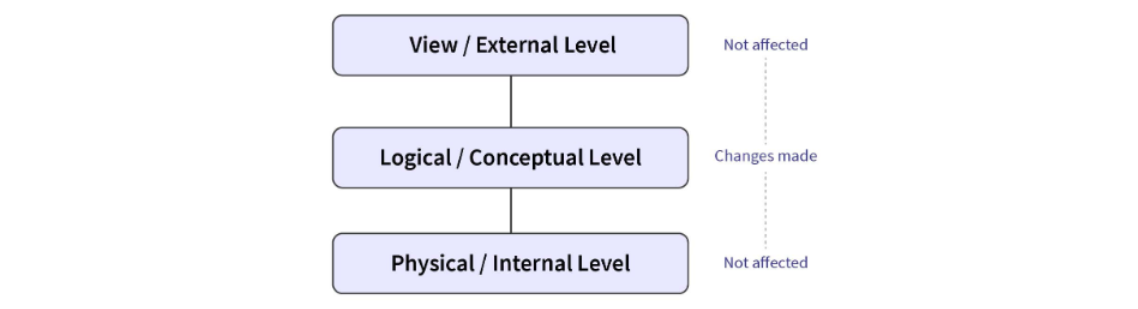 View / External Level
Not affected
Logical / Conceptual Level
Changes made
Physical / Internal Level
Not affected